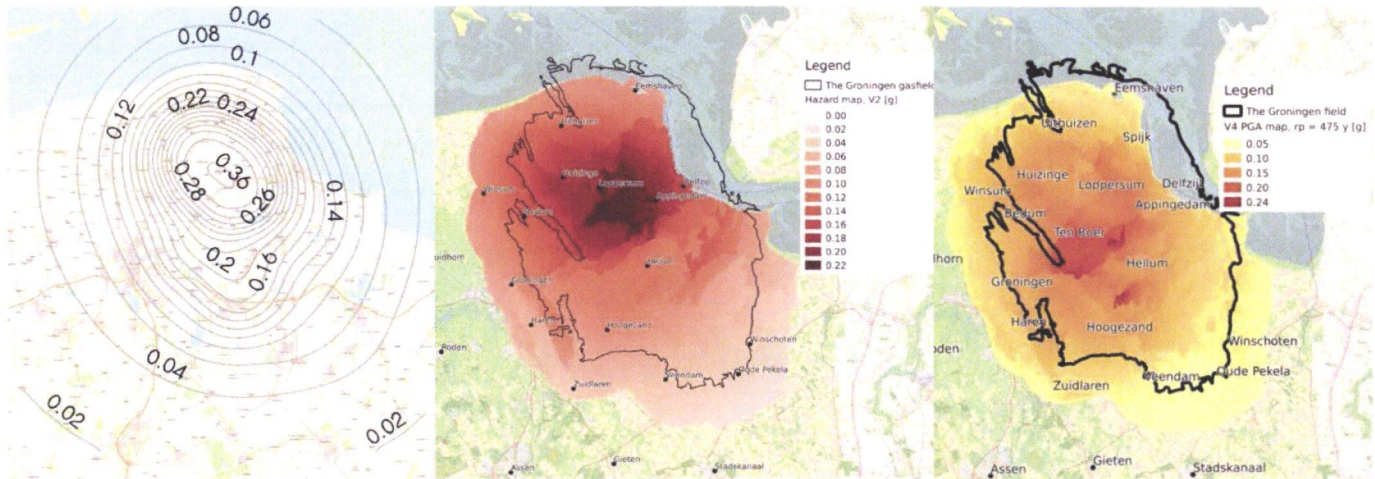 0.06
0.08
0.1
0.12
0.22
0.24
0.36
0.28
0.26
0.14
0.2
0.16
0.04
0.02
0.02
Legend
The Groningen gasfield
Hazard map, V2 [g]
0.00
0.02
0.04
0.06
0.08
0.10
0.12
0.14
0.16
0.18
0.20
0.22
Eemshaven
Uithuizen
Huizinge
Loppersum
Delfzijl
Winsum
Appingedam
Bedum
Zuidhorn
Hellum
Groningen
Haren
Hoogezand
Roden
Winschoten
Zuidlaren
Veendam
Oude Pekela
Assen
Gieten
Stadskanaal
Legend
The Groningen field
V4 PGA map, rp = 475 y [g]
0.05
0.10
0.15
0.20
0.24
Eemshaven
Uithuizen
Spijk
Huizinge
Loppersum
Delfzijl
Winsum
Appingedam
Bedum
Ten Boer
dhorn
Hellum
Groningen
Haren
Hoogezand
oden
Winschoten
Zuidlaren
Veendam
Oude Pekela
Assen
Gieten
Stadskanaal